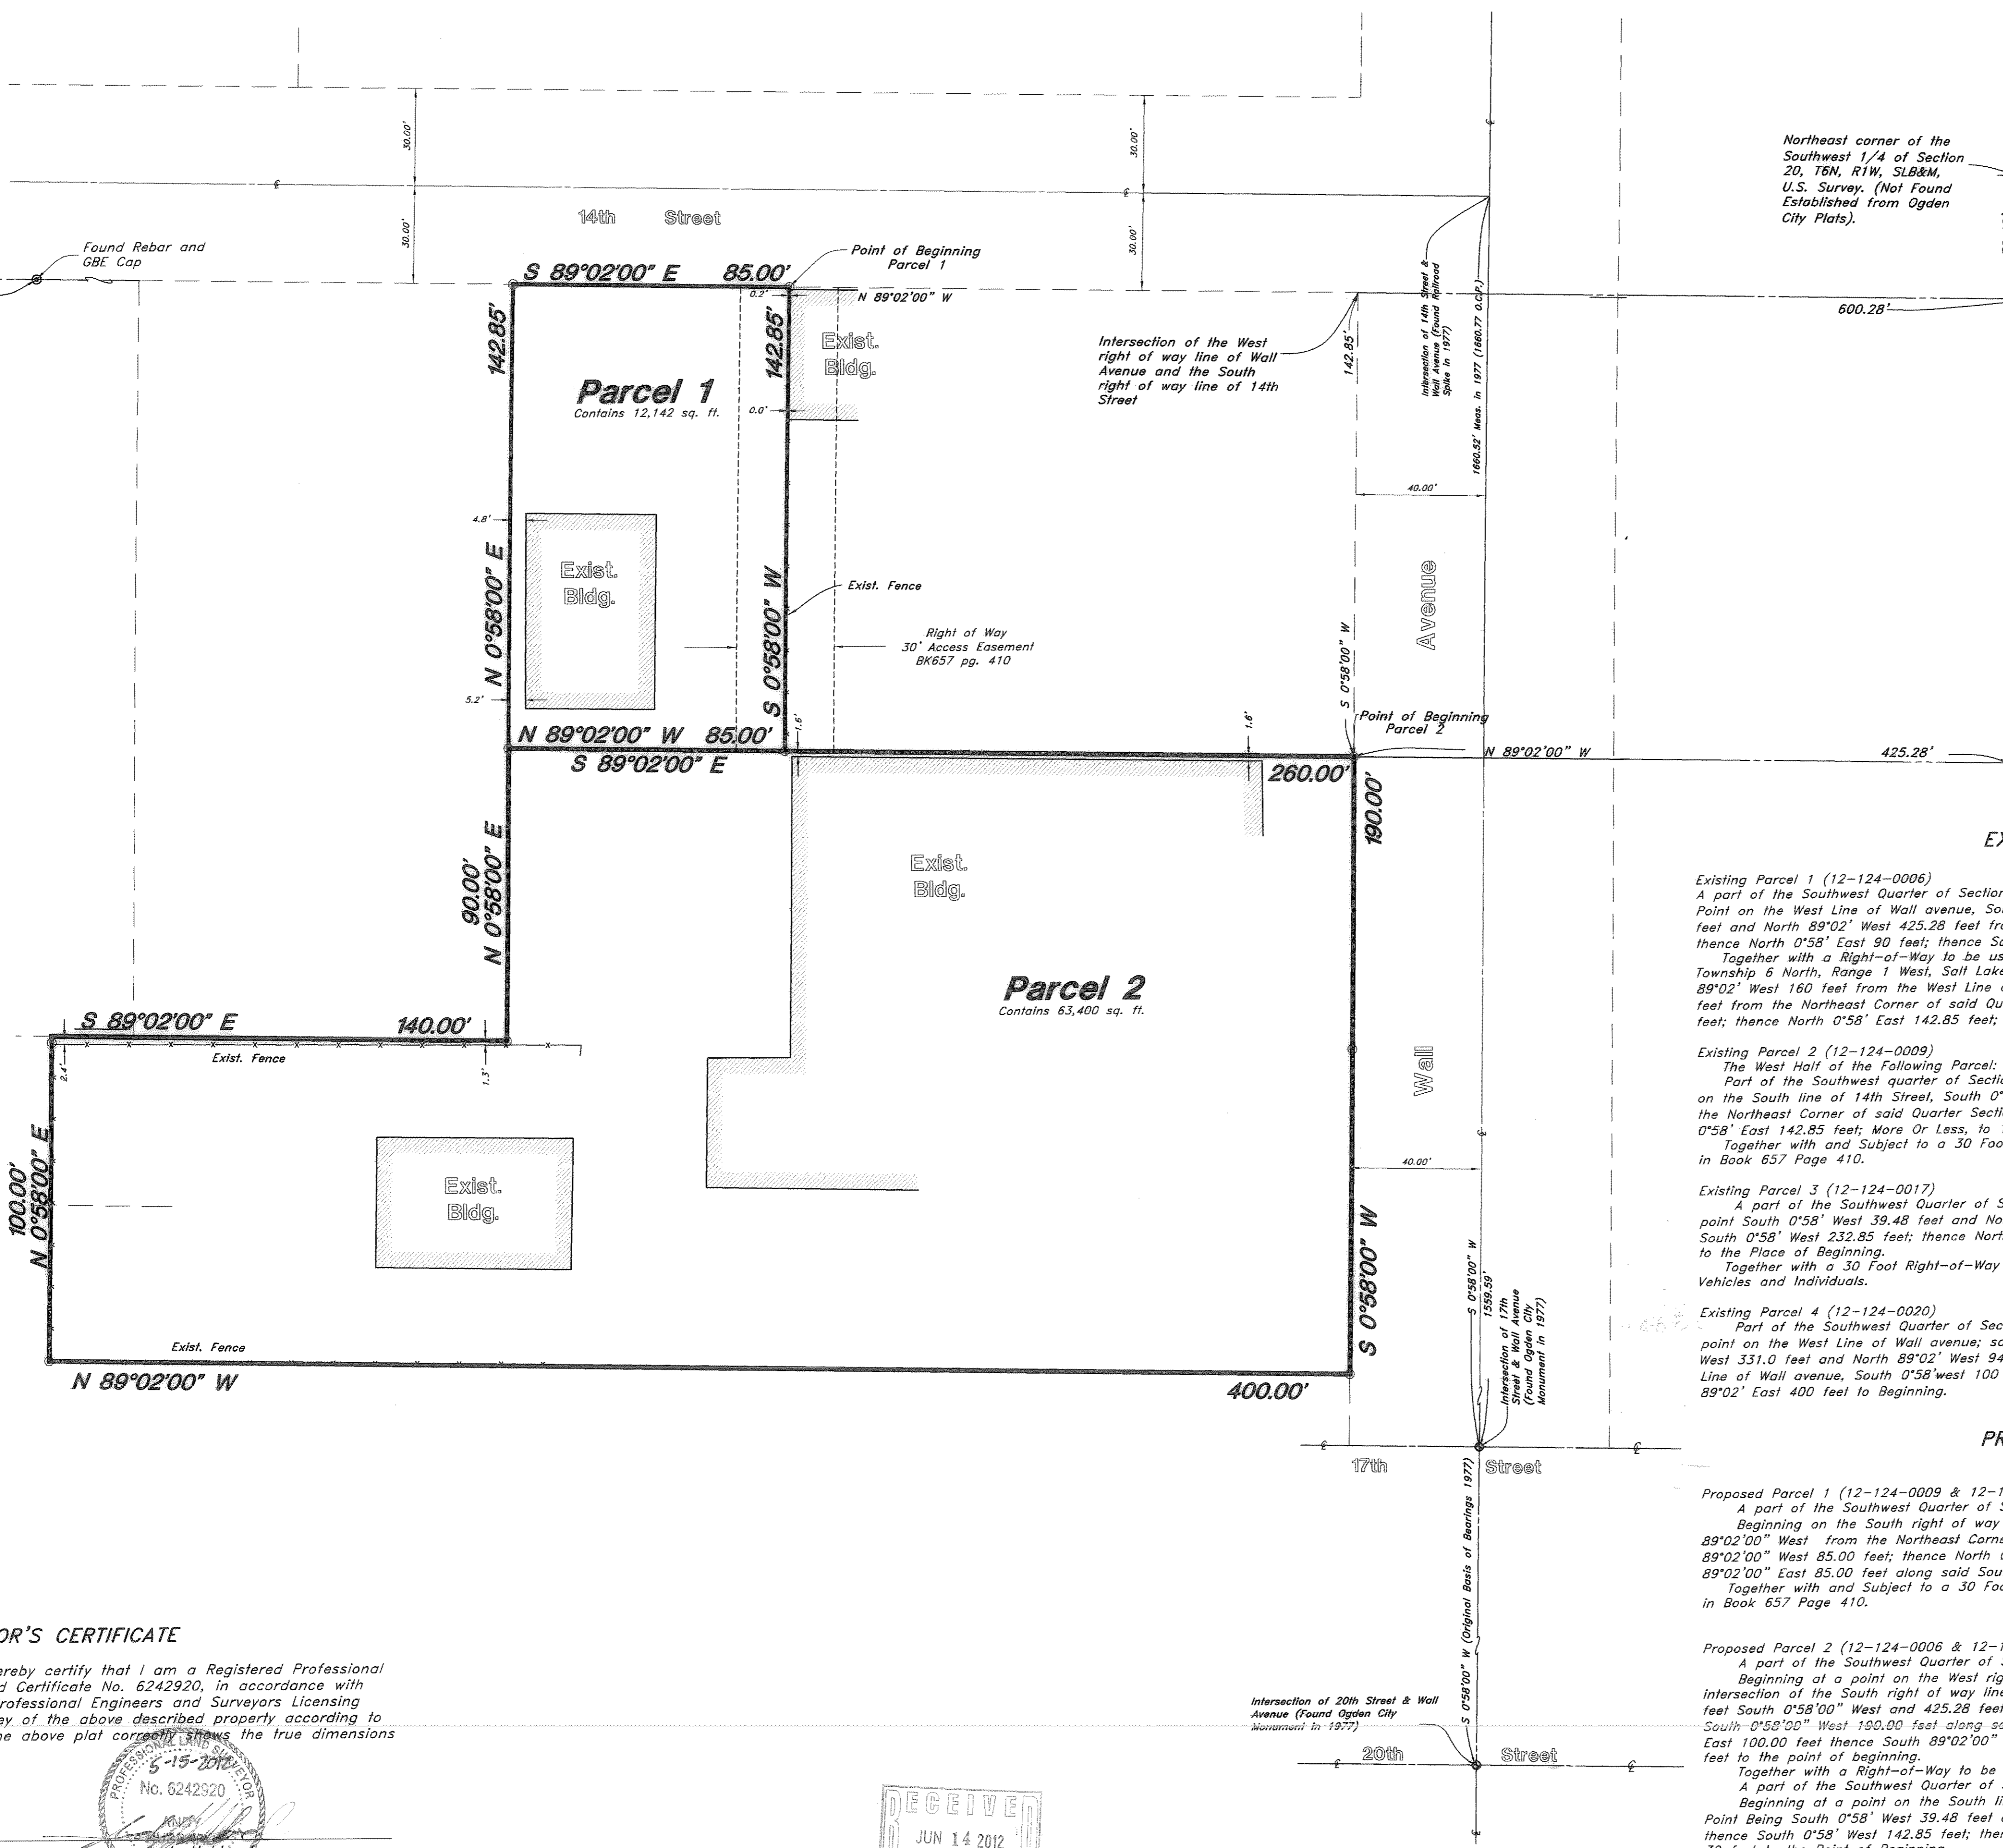 30.00'
30.00'
30.00'
30.00'
14th Street
Found Rebar and
GBE Cap
Northeast corner of the
Southwest 1/4 of Section
20, T6N, R1W, SLB&M,
U.S. Survey. (Not Found
Established from Ogden
City Plats).
Point of Beginning
Parcel 1
S 89°02'00" E 85.00'
0.2'
N 89°02'00" W
600.28'
142.85'
142.85'
Exist.
Bldg.
Intersection of the West
right of way line of Wall
Avenue and the South
right of way line of 14th
Street
142.85'
Intersection of 14th Street &
Wall Avenue (Found Railroad
Spike in 1977)
1660.52' Meas. in 1977 (1660.77 O.C.P.)
Parcel 1
Contains 12,142 sq. ft.
0.0'
40.00'
4.8'
Exist.
Bldg.
N 0°58'00" E
S 0°58'00" W
Exist. Fence
Right of Way
30' Access Easement
BK657 pg. 410
Avenue
S 0°58'00" W
5.2'
1.6'
1.6'
Point of Beginning
Parcel 2
N 89°02'00" W 85.00'
S 89°02'00" E
260.00'
N 89°02'00" W
425.28'
190.00'
90.00'
N 0°58'00" E
Exist.
Bldg.
Parcel 2
Contains 63,400 sq. ft.
S 89°02'00" E 140.00'
Exist. Fence
2.4'
1.3'
Wall
40.00'
100.00'
N 0°58'00" E
Exist.
Bldg.
S 0°58'00" W
Exist. Fence
N 89°02'00" W
400.00'
S 0°58'00" W
1559.59'
Intersection of 17th
Street & Wall Avenue
(Found Ogden City
Monument in 1977)
17th Street
S 0°58'00" W (Original Basis of Bearings 1977)
Intersection of 20th Street & Wall
Avenue (Found Ogden City
Monument in 1977)
20th Street
EX
Existing Parcel 1 (12-124-0006)
A part of the Southwest Quarter of Section
Point on the West Line of Wall avenue, So
feet and North 89°02' West 425.28 feet fr
thence North 0°58' East 90 feet; thence So
Together with a Right-of-Way to be us
Township 6 North, Range 1 West, Salt Lake
89°02' West 160 feet from the West Line
feet from the Northeast Corner of said Qu
feet; thence North 0°58' East 142.85 feet;
Existing Parcel 2 (12-124-0009)
The West Half of the Following Parcel:
Part of the Southwest quarter of Secti
on the South line of 14th Street, South 0°
the Northeast Corner of said Quarter Secti
0°58' East 142.85 feet; More Or Less, to
Together with and Subject to a 30 Foo
in Book 657 Page 410.
Existing Parcel 3 (12-124-0017)
A part of the Southwest Quarter of S
point South 0°58' West 39.48 feet and No
South 0°58' West 232.85 feet; thence Nort
to the Place of Beginning.
Together with a 30 Foot Right-of-Way
Vehicles and Individuals.
Existing Parcel 4 (12-124-0020)
Part of the Southwest Quarter of Sec
point on the West Line of Wall avenue; sa
West 331.0 feet and North 89°02' West 94
Line of Wall avenue, South 0°58'west 100
89°02' East 400 feet to Beginning.
PR
Proposed Parcel 1 (12-124-0009 & 12-1
A part of the Southwest Quarter of S
Beginning on the South right of way
89°02'00" West from the Northeast Corne
89°02'00" West 85.00 feet; thence North
89°02'00" East 85.00 feet along said Sou
Together with and Subject to a 30 Foo
in Book 657 Page 410.
Proposed Parcel 2 (12-124-0006 & 12-1
A part of the Southwest Quarter of
Beginning at a point on the West rig
intersection of the South right of way line
feet South 0°58'00" West and 425.28 feet
South 0°58'00" West 190.00 feet along sa
East 100.00 feet thence South 89°02'00"
feet to the point of beginning.
Together with a Right-of-Way to be
A part of the Southwest Quarter of
Beginning at a point on the South li
Point Being South 0°58' West 39.48 feet
thence South 0°58' West 142.85 feet; the
OR'S CERTIFICATE
ereby certify that I am a Registered Professional
d Certificate No. 6242920, in accordance with
rofessional Engineers and Surveyors Licensing
ey of the above described property according to
he above plat correctly shows the true dimensions
PROFESSIONAL LAND SURVEYOR
5-15-2012
No. 6242920
ANDY
HUBBARD
RECEIVED
JUN 14 2012